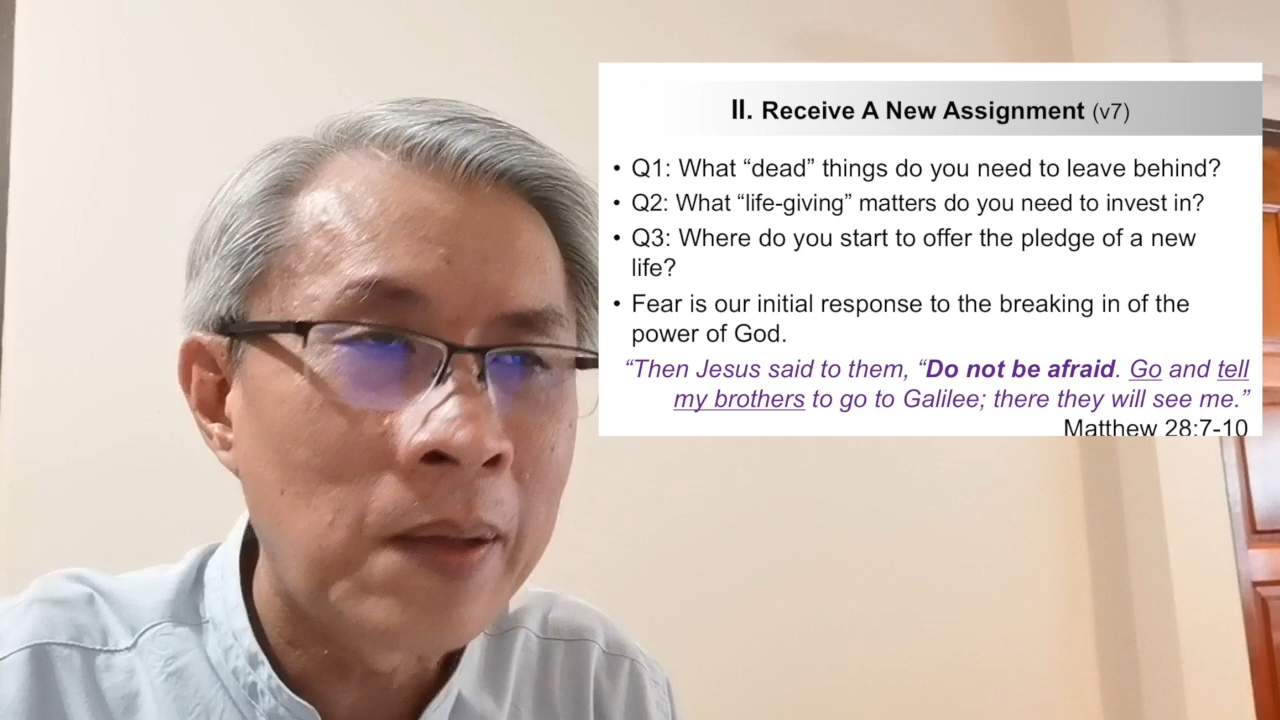 II. Receive A New Assignment (v7)
• Q1: What “dead” things do you need to leave behind?
• Q2: What “life-giving” matters do you need to invest in?
• Q3: Where do you start to offer the pledge of a new
life?
• Fear is our initial response to the breaking in of the
power of God.
“Then Jesus said to them, “Do not be afraid. Go and tell
my brothers to go to Galilee; there they will see me.”
Matthew 28:7-10